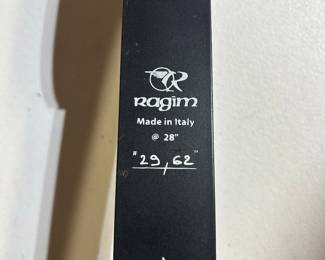 Ragim
Made in Italy
@ 28"
"29,62"